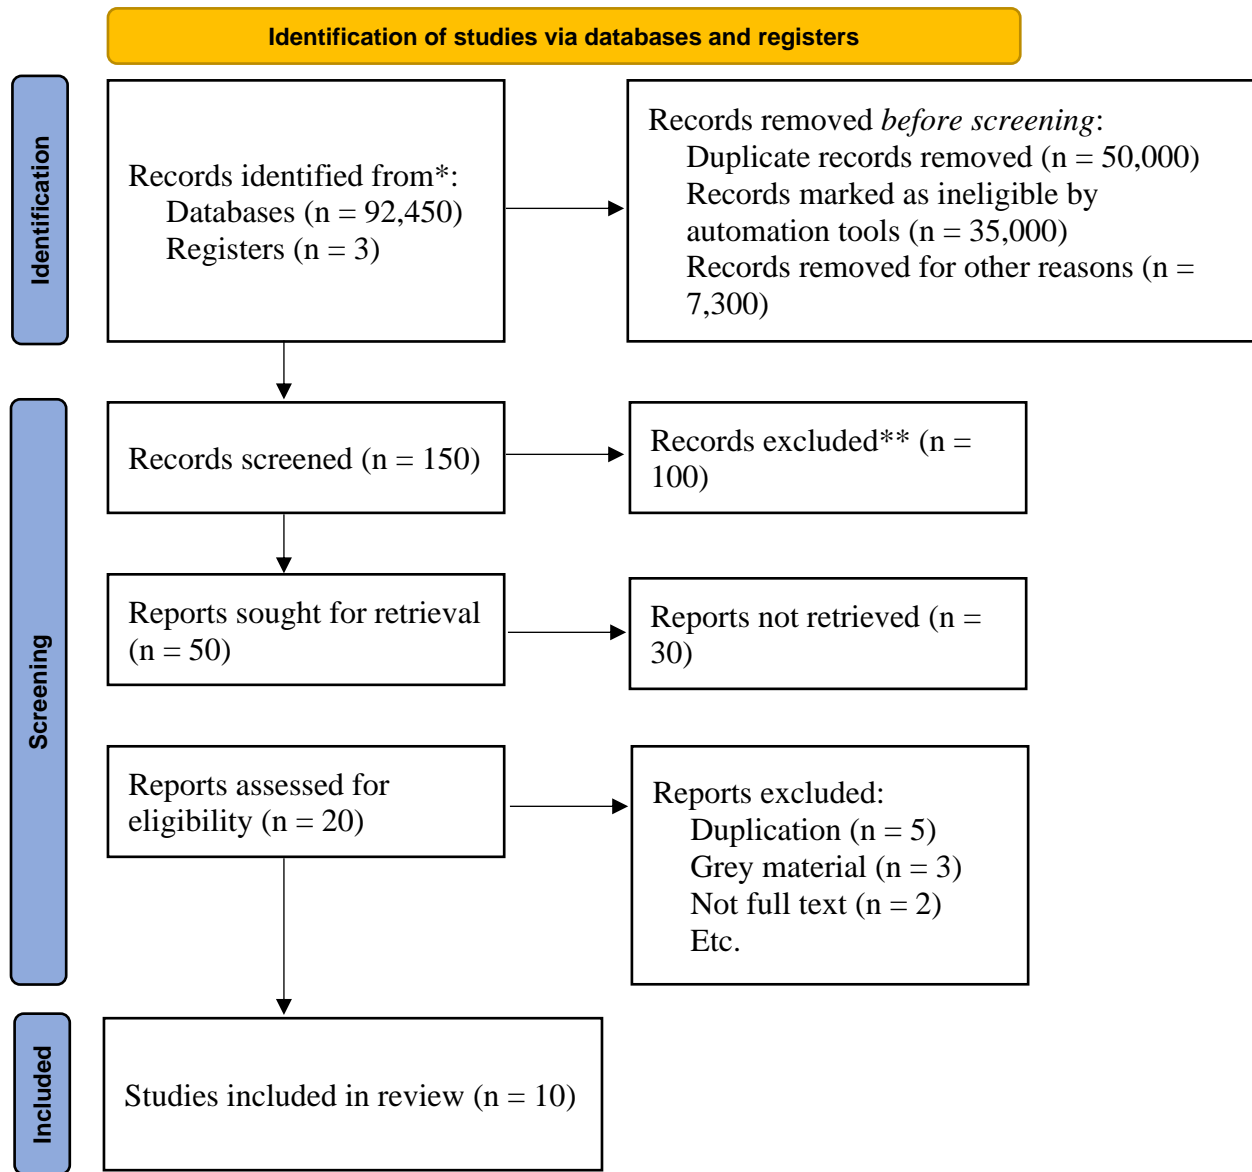 Identification of studies via databases and registers
Identification
Records identified from*:
Databases (n = 92,450)
Registers (n = 3)
Records removed before screening:
Duplicate records removed (n = 50,000)
Records marked as ineligible by
automation tools (n = 35,000)
Records removed for other reasons (n =
7,300)
Screening
Records screened (n = 150)
Records excluded** (n =
100)
Reports sought for retrieval
(n = 50)
Reports not retrieved (n =
30)
Reports assessed for
eligibility (n = 20)
Reports excluded:
Duplication (n = 5)
Grey material (n = 3)
Not full text (n = 2)
Etc.
Included
Studies included in review (n = 10)